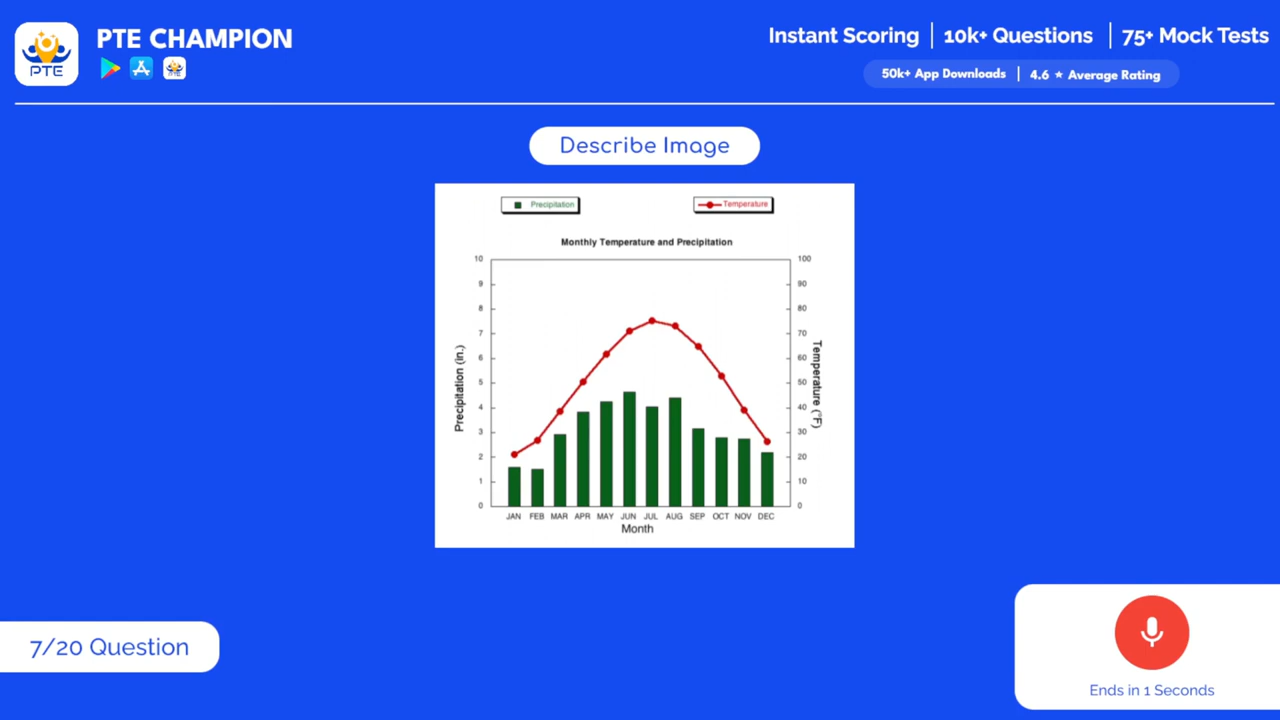 PTE CHAMPION
PTE
Instant Scoring | 10k+ Questions | 75+ Mock Tests
50k+ App Downloads | 4.6 ★ Average Rating
Describe Image
Precipitation
Temperature
Monthly Temperature and Precipitation
10
9
8
7
6
5
4
3
2
1
0
Precipitation (in.)
100
90
80
70
60
50
40
30
20
10
0
Temperature (°F)
JAN FEB MAR APR MAY JUN JUL AUG SEP OCT NOV DEC
Month
7/20 Question
Ends in 1 Seconds